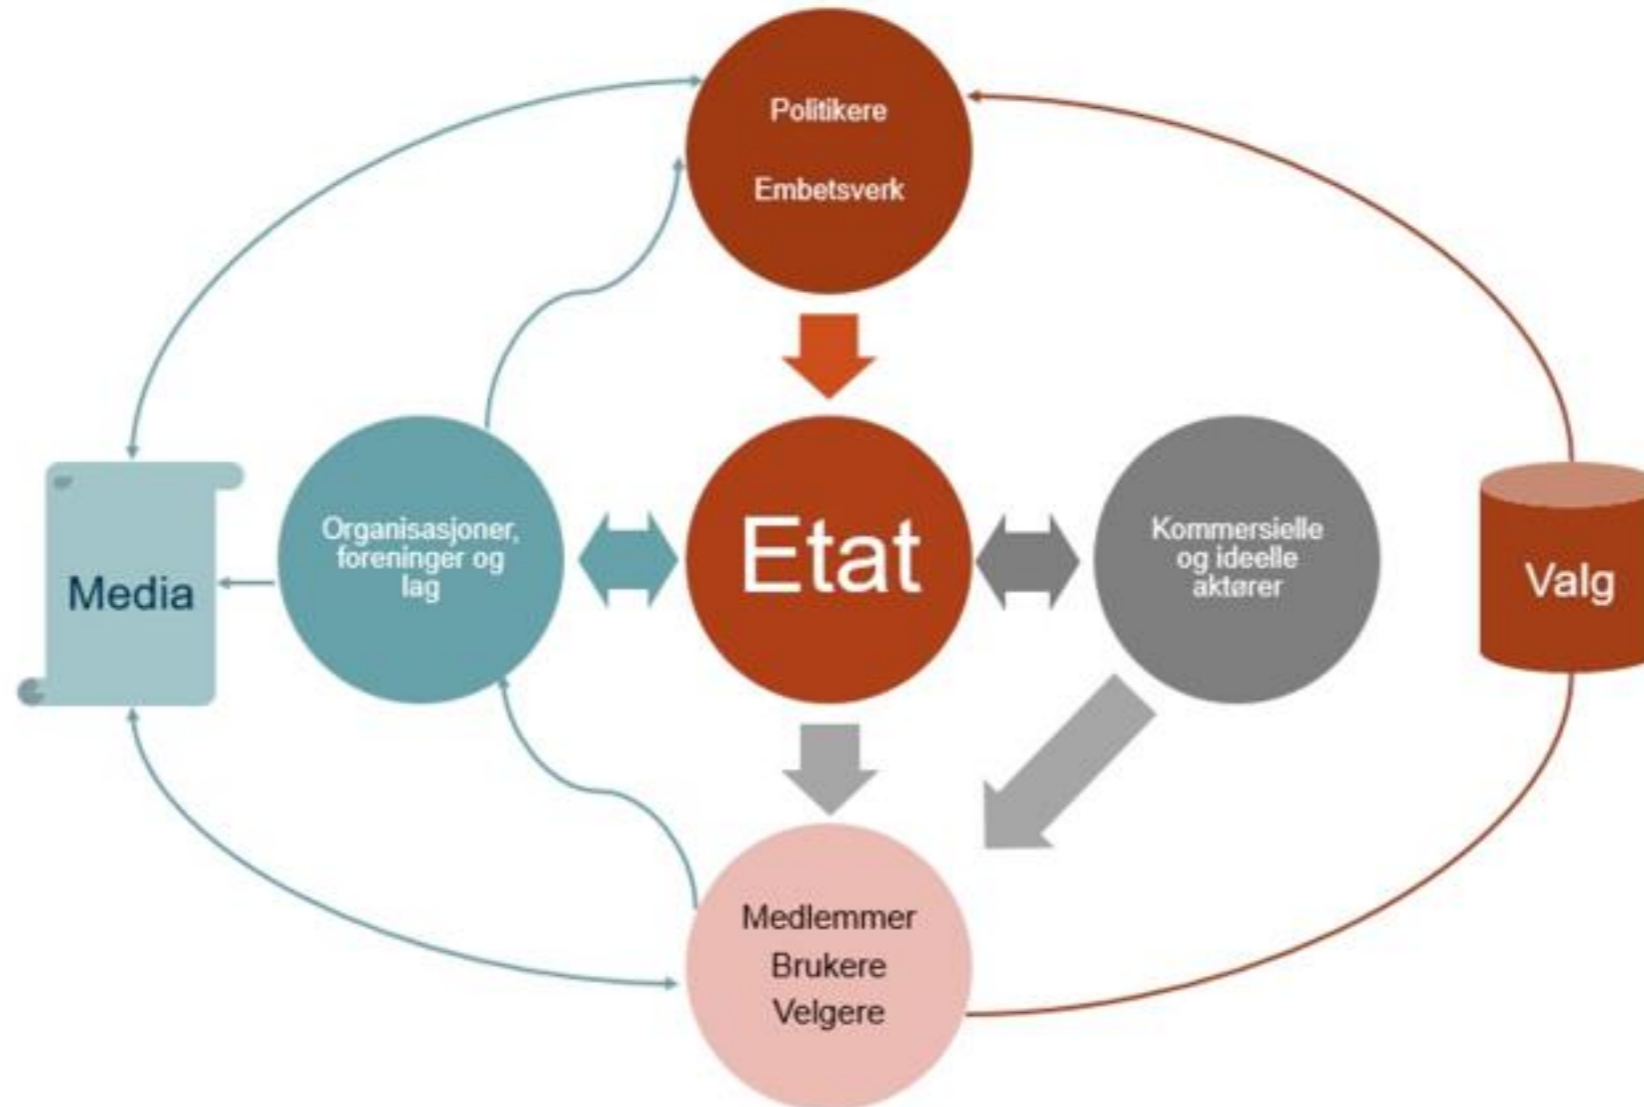 Politikere
Embetsverk
Media
Organisasjoner,
foreninger og
lag
Etat
Kommersielle
og ideelle
aktører
Valg
Medlemmer
Brukere
Velgere